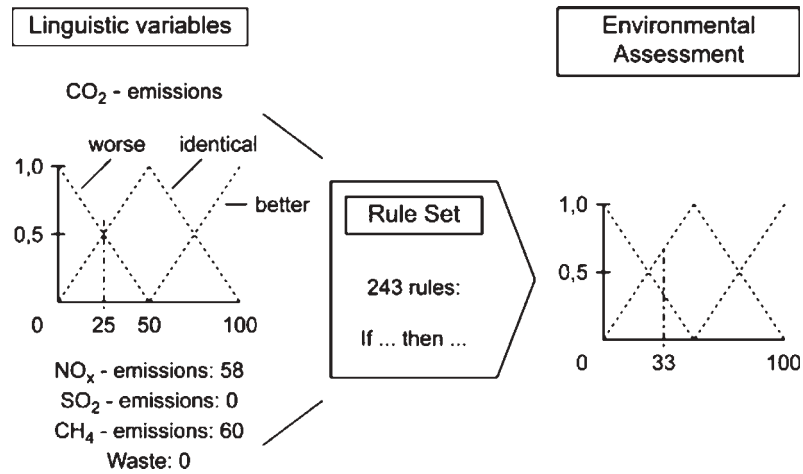 Linguistic variables
CO₂ - emissions
worse
identical
better
1,0
0,5
0
25
50
100
NOₓ - emissions: 58
SO₂ - emissions: 0
CH₄ - emissions: 60
Waste: 0
Rule Set
243 rules:
If ... then ...
Environmental
Assessment
1,0
0,5
0
33
100